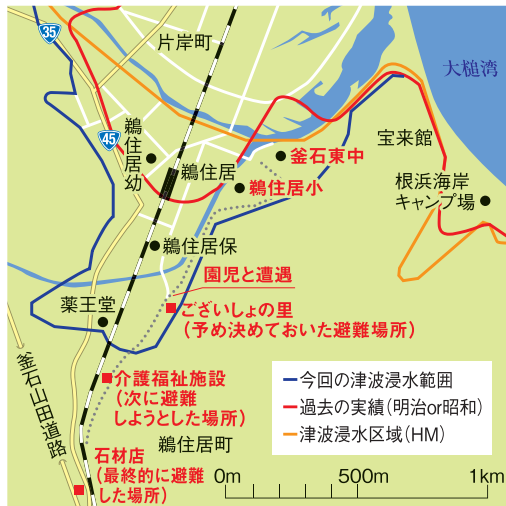 35
片岸町
大槌湾
45
鵜住居幼
鵜住居
釜石東中
鵜住居小
宝来館
根浜海岸
キャンプ場
鵜住居保
園児と遭遇
薬王堂
ございしょの里
(予め決めておいた避難場所)
釜石山田道路
介護福祉施設
(次に避難
しようとした場所)
鵜住居町
石材店
(最終的に避難
した場所)
今回の津波浸水範囲
過去の実績(明治or昭和)
津波浸水区域(HM)
0m 500m 1km